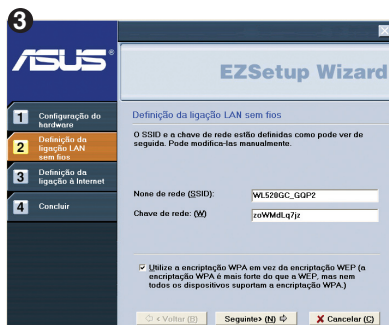 3
ASUS®
EZSetup Wizard
1 Configuração do
hardware
2 Definição da
ligação LAN
sem fios
3 Definição da
ligação à Internet
4 Concluir
Definição da ligação LAN sem fios
O SSID e a chave de rede estão definidas como pode ver de
seguida. Pode modifica-las manualmente.
None de rede (SSID):
WL520GC_GQP2
Chave de rede: (W)
zoWMdLq7jz
Utilize a encriptação WPA em vez da encriptação WEP (a
encriptação WPA é mais forte do que a WEP, mas nem
todos os dispositivos suportam a encriptação WPA.)
< Voltar (B)
Seguinte> (N)
Cancelar (C)